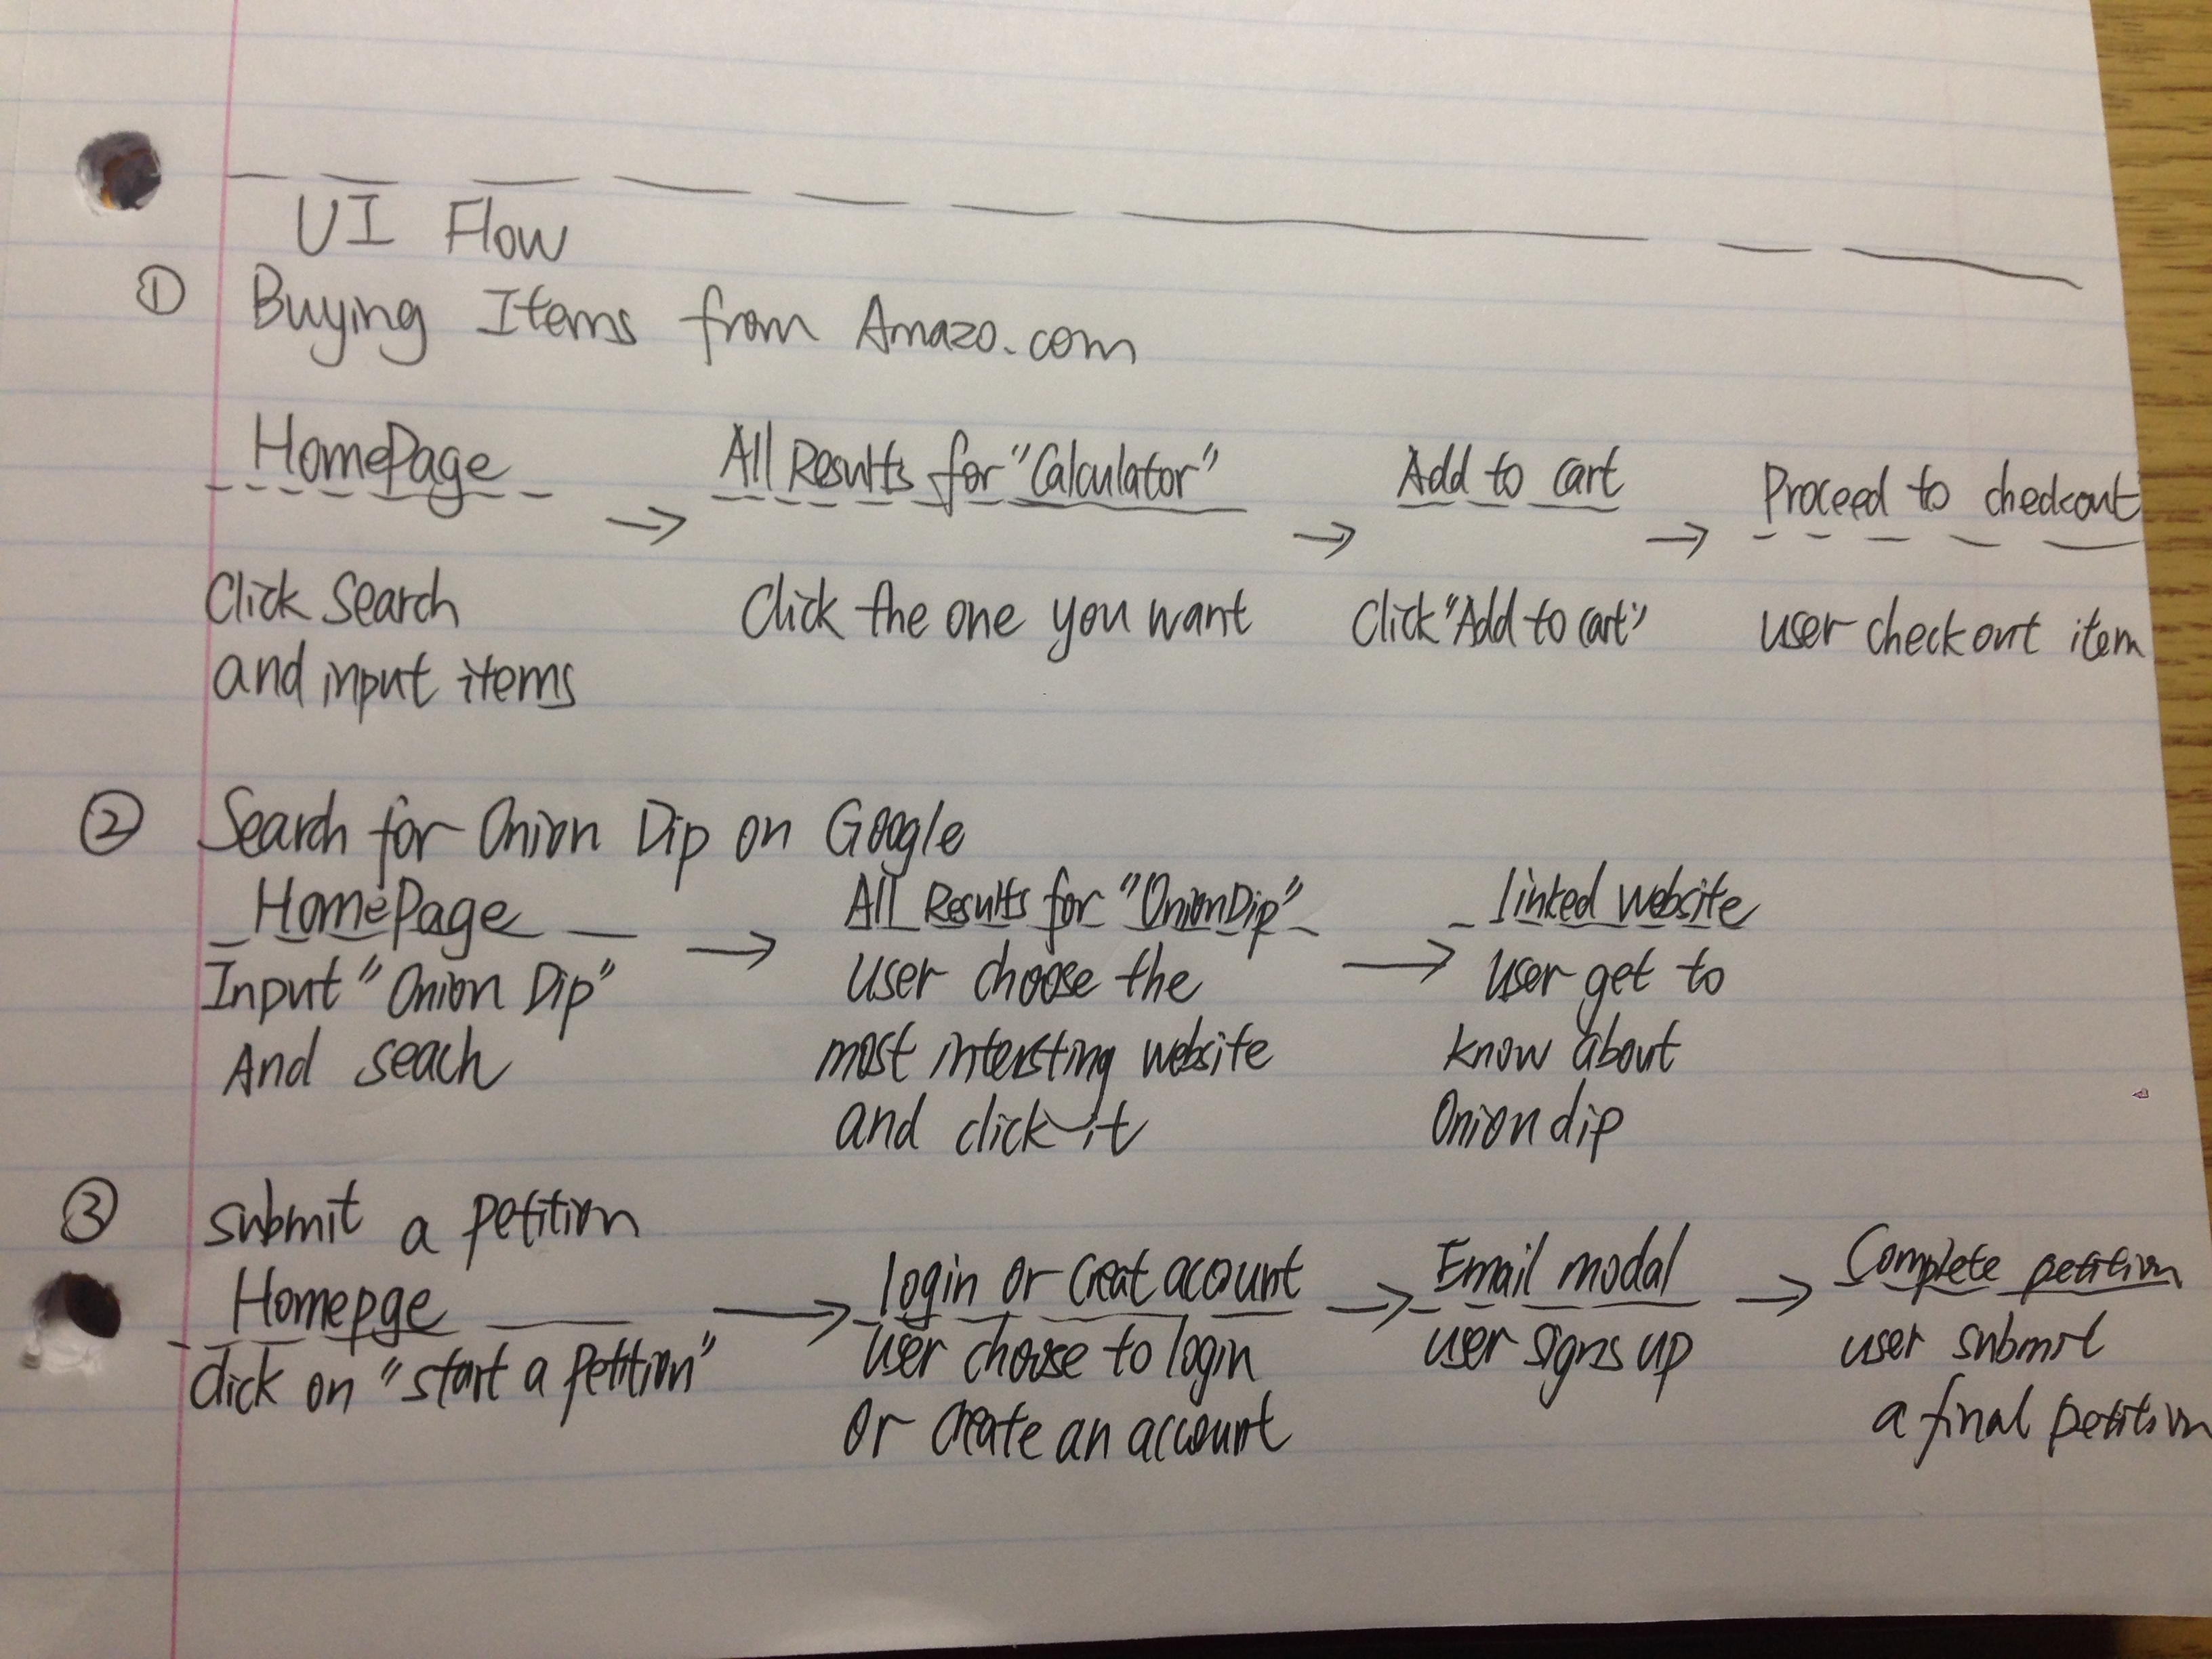 UI Flow
① Buying Items from Amazo.com
HomePage → All Results for "Calculator" → Add to cart → Proceed to checkout
Click Search Click the one you want Click "Add to cart" user check out item
and input items
② Search for Onion Dip on Google
HomePage → All Results for "OnionDip" → linked website
Input "Onion Dip" user choose the user get to
And seach most intersting website know about
and click it Onion dip
③ submit a petition
Homepge → login or creat acount → Email modal → Complete petition
click on "start a petition" user choose to login user signs up user submit
or create an account a final petition